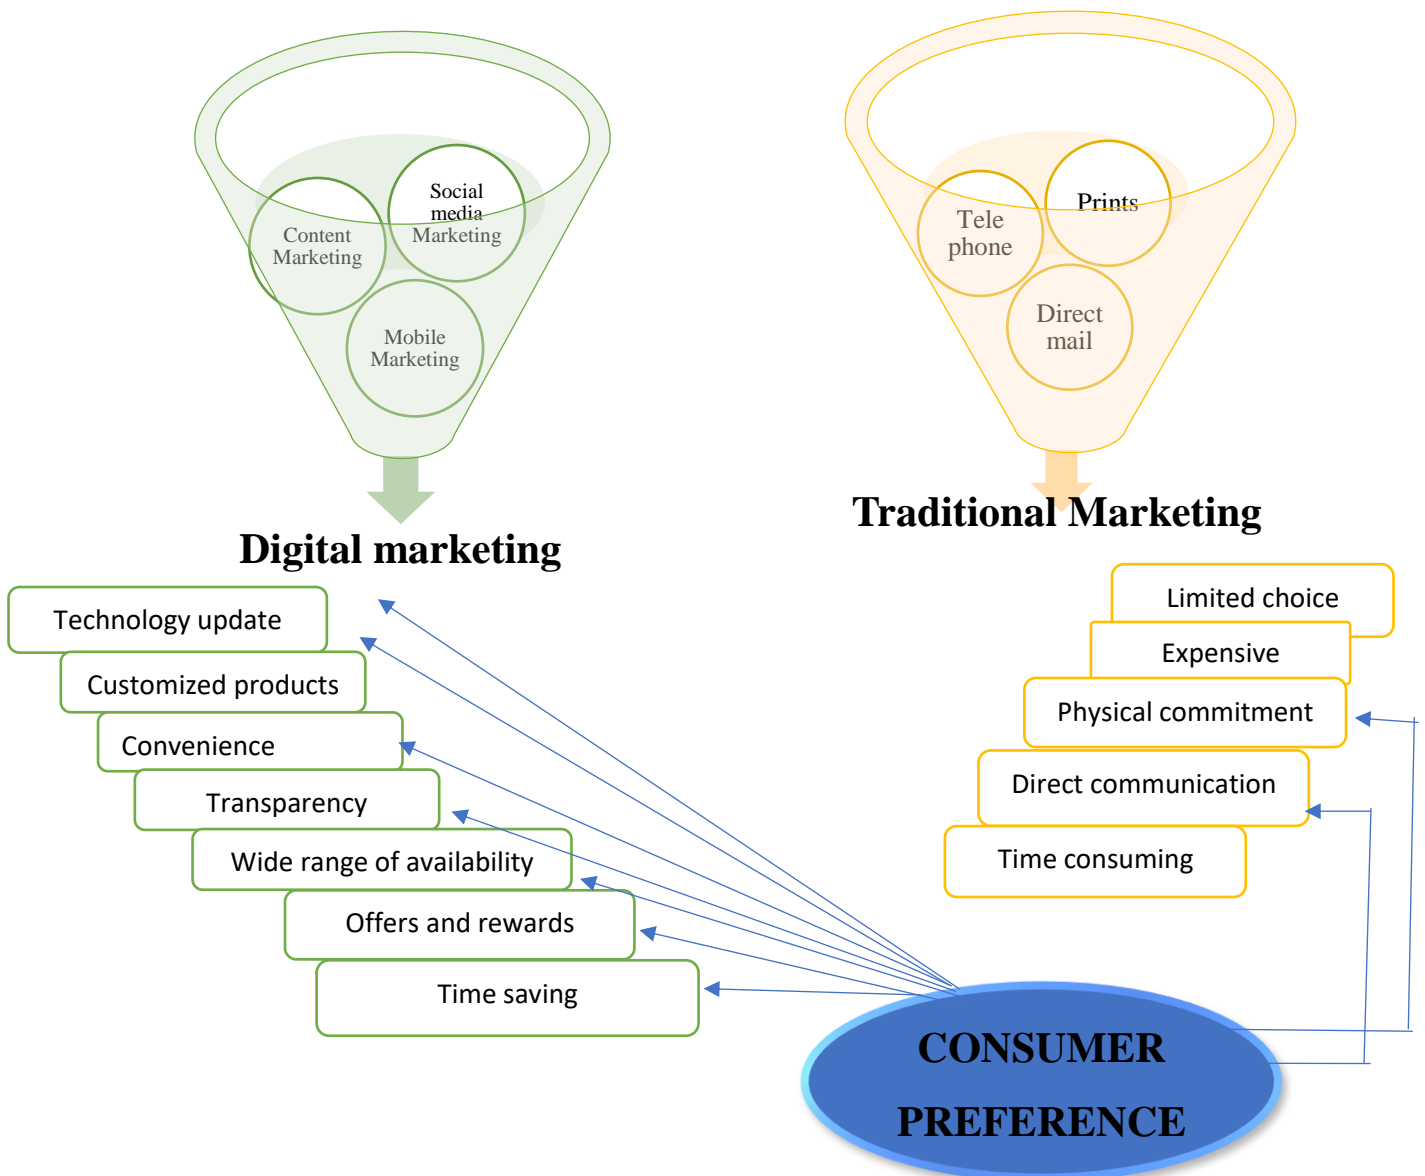 Social
media
Marketing
Content
Marketing
Mobile
Marketing
Digital marketing
Technology update
Customized products
Convenience
Transparency
Wide range of availability
Offers and rewards
Time saving
Prints
Tele
phone
Direct
mail
Traditional Marketing
Limited choice
Expensive
Physical commitment
Direct communication
Time consuming
CONSUMER
PREFERENCE